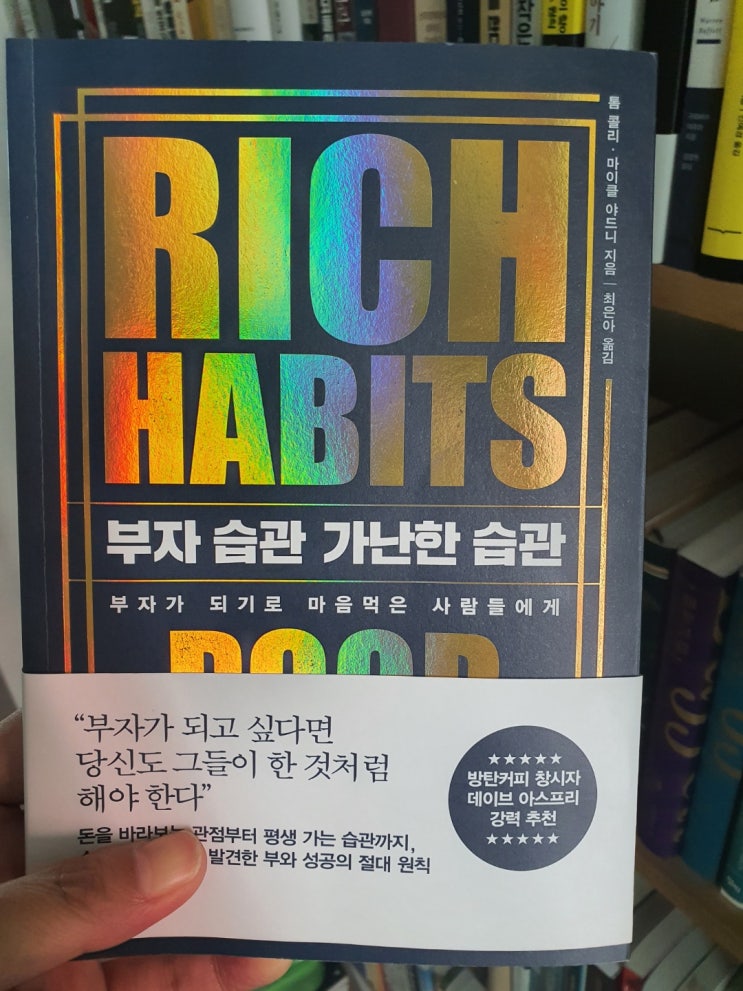 RICH
HABITS
부자 습관 가난한 습관
부자가 되기로 마음먹은 사람들에게
톰 콜리 · 마이클 야드니 지음 | 최은아 옮김
“부자가 되고 싶다면
당신도 그들이 한 것처럼
해야 한다”
돈을 바라보는 관점부터 평생 가는 습관까지,
발견한 부와 성공의 절대 원칙
★★★★★
방탄커피 창시자
데이브 아스프리
강력 추천
★★★★★